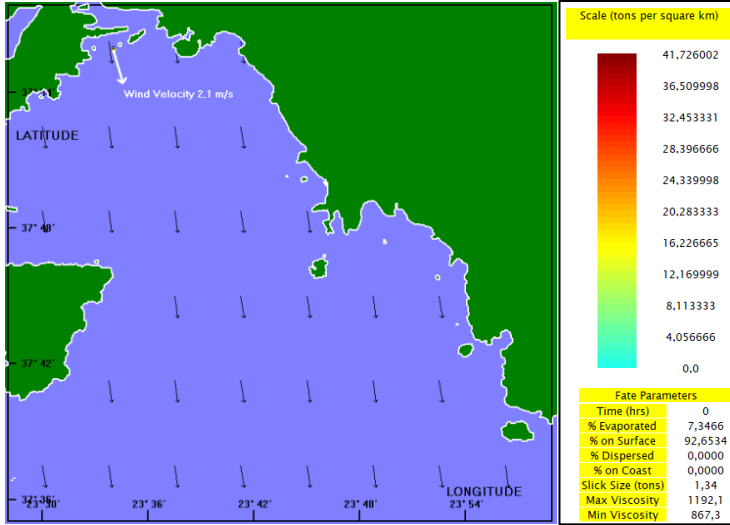 Wind Velocity 2,1 m/s
LATITUDE
37°48'
37°42'
37°36'
LONGITUDE
23°30' 23°36' 23°42' 23°48' 23°54'
Scale (tons per square km)
41,726002
36,509998
32,453331
28,396666
24,339998
20,283333
16,226665
12,169999
8,113333
4,056666
0,0
Fate Parameters
Time (hrs) 0
% Evaporated 7,3466
% on Surface 92,6534
% Dispersed 0,0000
% on Coast 0,0000
Slick Size (tons) 1,34
Max Viscosity 1192,1
Min Viscosity 867,3